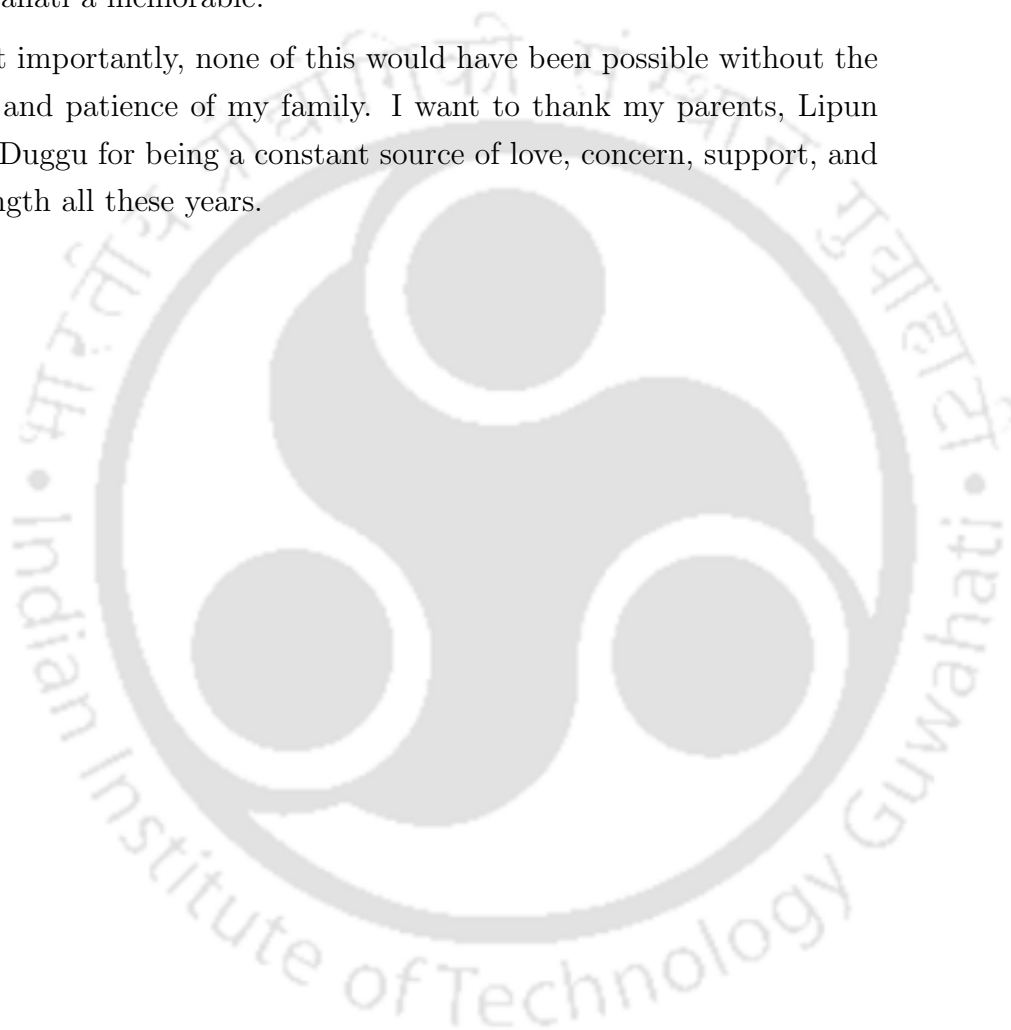 anati a memorable.
t importantly, none of this would have been possible without the
and patience of my family. I want to thank my parents, Lipun
Duggu for being a constant source of love, concern, support, and
ngth all these years.
भारतीय प्रौद्योगिकी संस्थान गुवाहाटी
Indian Institute of Technology Guwahati